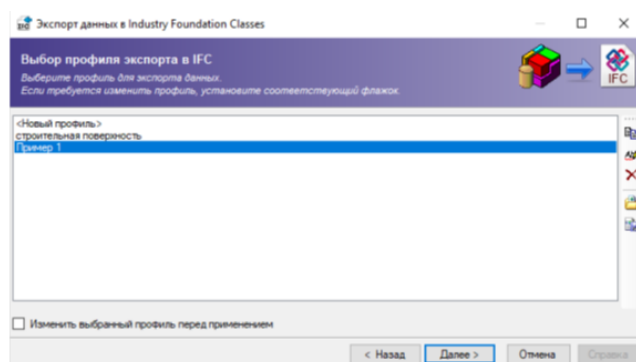 Экспорт данных в Industry Foundation Classes
Выбор профиля экспорта в IFC
Выберите профиль для экспорта данных.
Если требуется изменить профиль, установите соответствующий флажок.
IFC
<Новый профиль>
строительная поверхность
Пример 1
Изменить выбранный профиль перед применением
< Назад
Далее >
Отмена
Справка